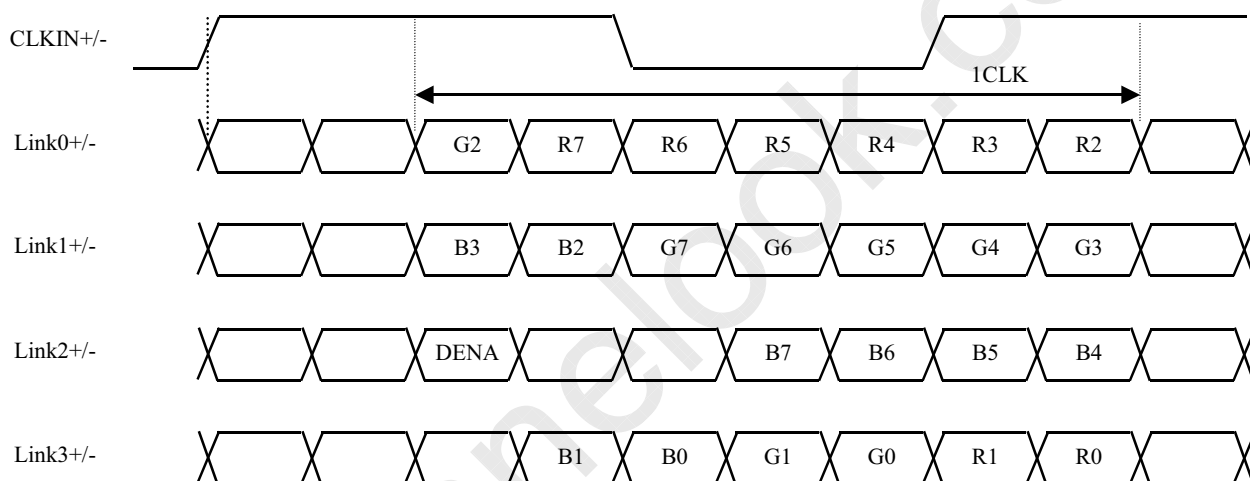 CLKIN+/-
1CLK
Link0+/- G2 R7 R6 R5 R4 R3 R2
Link1+/- B3 B2 G7 G6 G5 G4 G3
Link2+/- DENA B7 B6 B5 B4
Link3+/- B1 B0 G1 G0 R1 R0